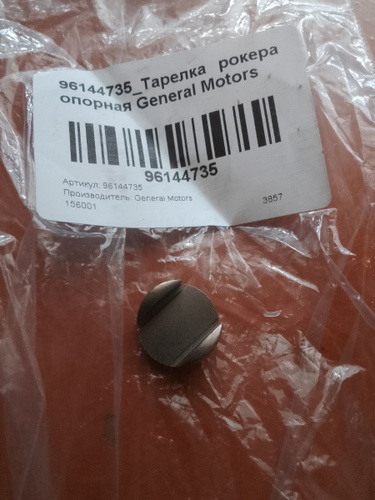 96144735_Тарелка рокера
опорная General Motors
96144735
Артикул: 96144735
Производитель: General Motors
156001 3857